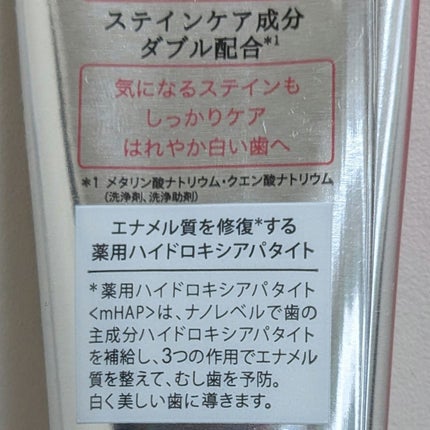 ステインケア成分
ダブル配合*1
気になるステインも
しっかりケア
はれやか白い歯へ
*1 メタリン酸ナトリウム・クエン酸ナトリウム
(洗浄剤、洗浄助剤)
エナメル質を修復*する
薬用ハイドロキシアパタイト
*薬用ハイドロキシアパタイト
<mHAP>は、ナノレベルで歯の
主成分ハイドロキシアパタイト
を補給し、3つの作用でエナメル
質を整えて、むし歯を予防。
白く美しい歯に導きます。